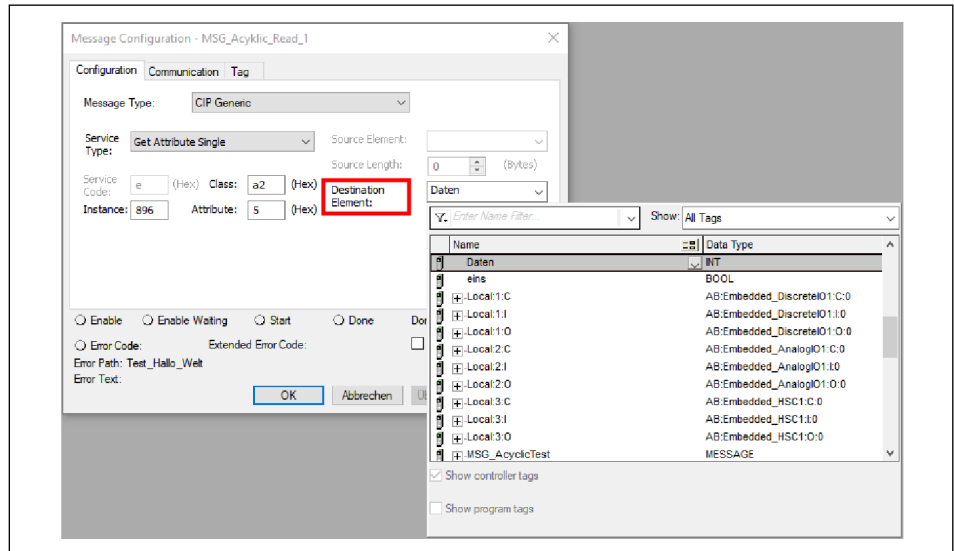 Message Configuration - MSG_Acyklic_Read_1
Configuration Communication Tag
Message Type: CIP Generic
Service Type: Get Attribute Single
Source Element:
Source Length: 0 (Bytes)
Service Code: e (Hex) Class: a2 (Hex)
Destination Element: Daten
Instance: 896 Attribute: 5 (Hex)
Enter Name Filter... Show: All Tags
Name Data Type
Daten INT
eins BOOL
Local:1:C AB:Embedded_DiscreteIO1:C:0
Local:1:I AB:Embedded_DiscreteIO1:I:0
Local:1:O AB:Embedded_DiscreteIO1:O:0
Local:2:C AB:Embedded_AnalogIO1:C:0
Local:2:I AB:Embedded_AnalogIO1:I:0
Local:2:O AB:Embedded_AnalogIO1:O:0
Local:3:C AB:Embedded_HSC1:C:0
Local:3:I AB:Embedded_HSC1:I:0
Local:3:O AB:Embedded_HSC1:O:0
MSG_AcyclicTest MESSAGE
Show controller tags
Show program tags
Enable Enable Waiting Start Done
Error Code: Extended Error Code:
Error Path: Test_Hallo_Welt
Error Text:
OK Abbrechen